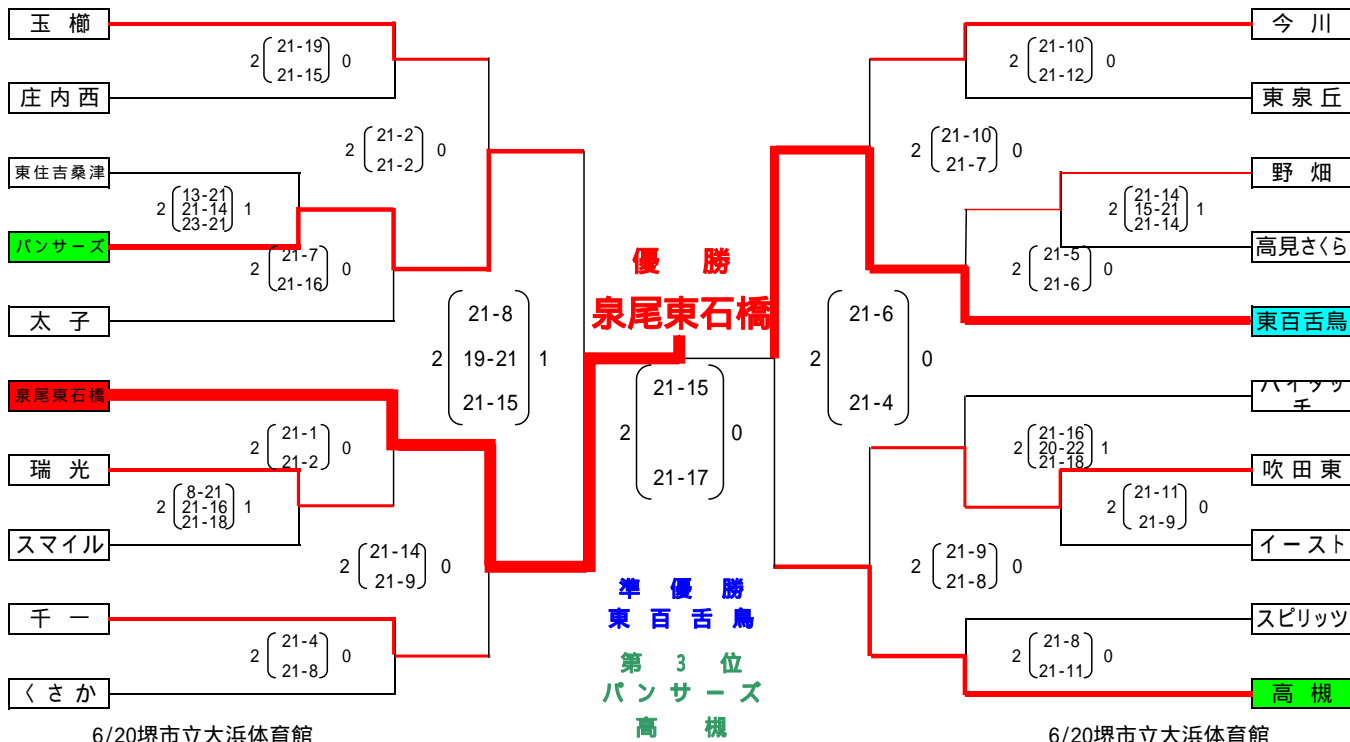 玉櫛
2 21-19 0
21-15
庄内西
2 21-2 0
21-2
東住吉桑津
13-21
2 21-14 1
23-21
パンサーズ
2 21-7 0
21-16
太子
21-8
2 19-21 1
21-15
泉尾東石橋
2 21-1 0
21-2
瑞光
8-21
2 21-16 1
21-18
スマイル
2 21-14 0
21-9
千一
2 21-4 0
21-8
くさか
6/20堺市立大浜体育館
優勝
泉尾東石橋
21-15
2 0
21-17
準優勝
東百舌鳥
第3位
パンサーズ
高槻
今川
2 21-10 0
21-12
東泉丘
2 21-10 0
21-7
野畑
21-14
2 15-21 1
21-14
高見さくら
2 21-5 0
21-6
東百舌鳥
21-6
2 0
21-4
21-16
2 20-22 1
21-18
吹田東
2 21-11 0
21-9
イースト
2 21-9 0
21-8
スピリッツ
2 21-8 0
21-11
高槻
6/20堺市立大浜体育館